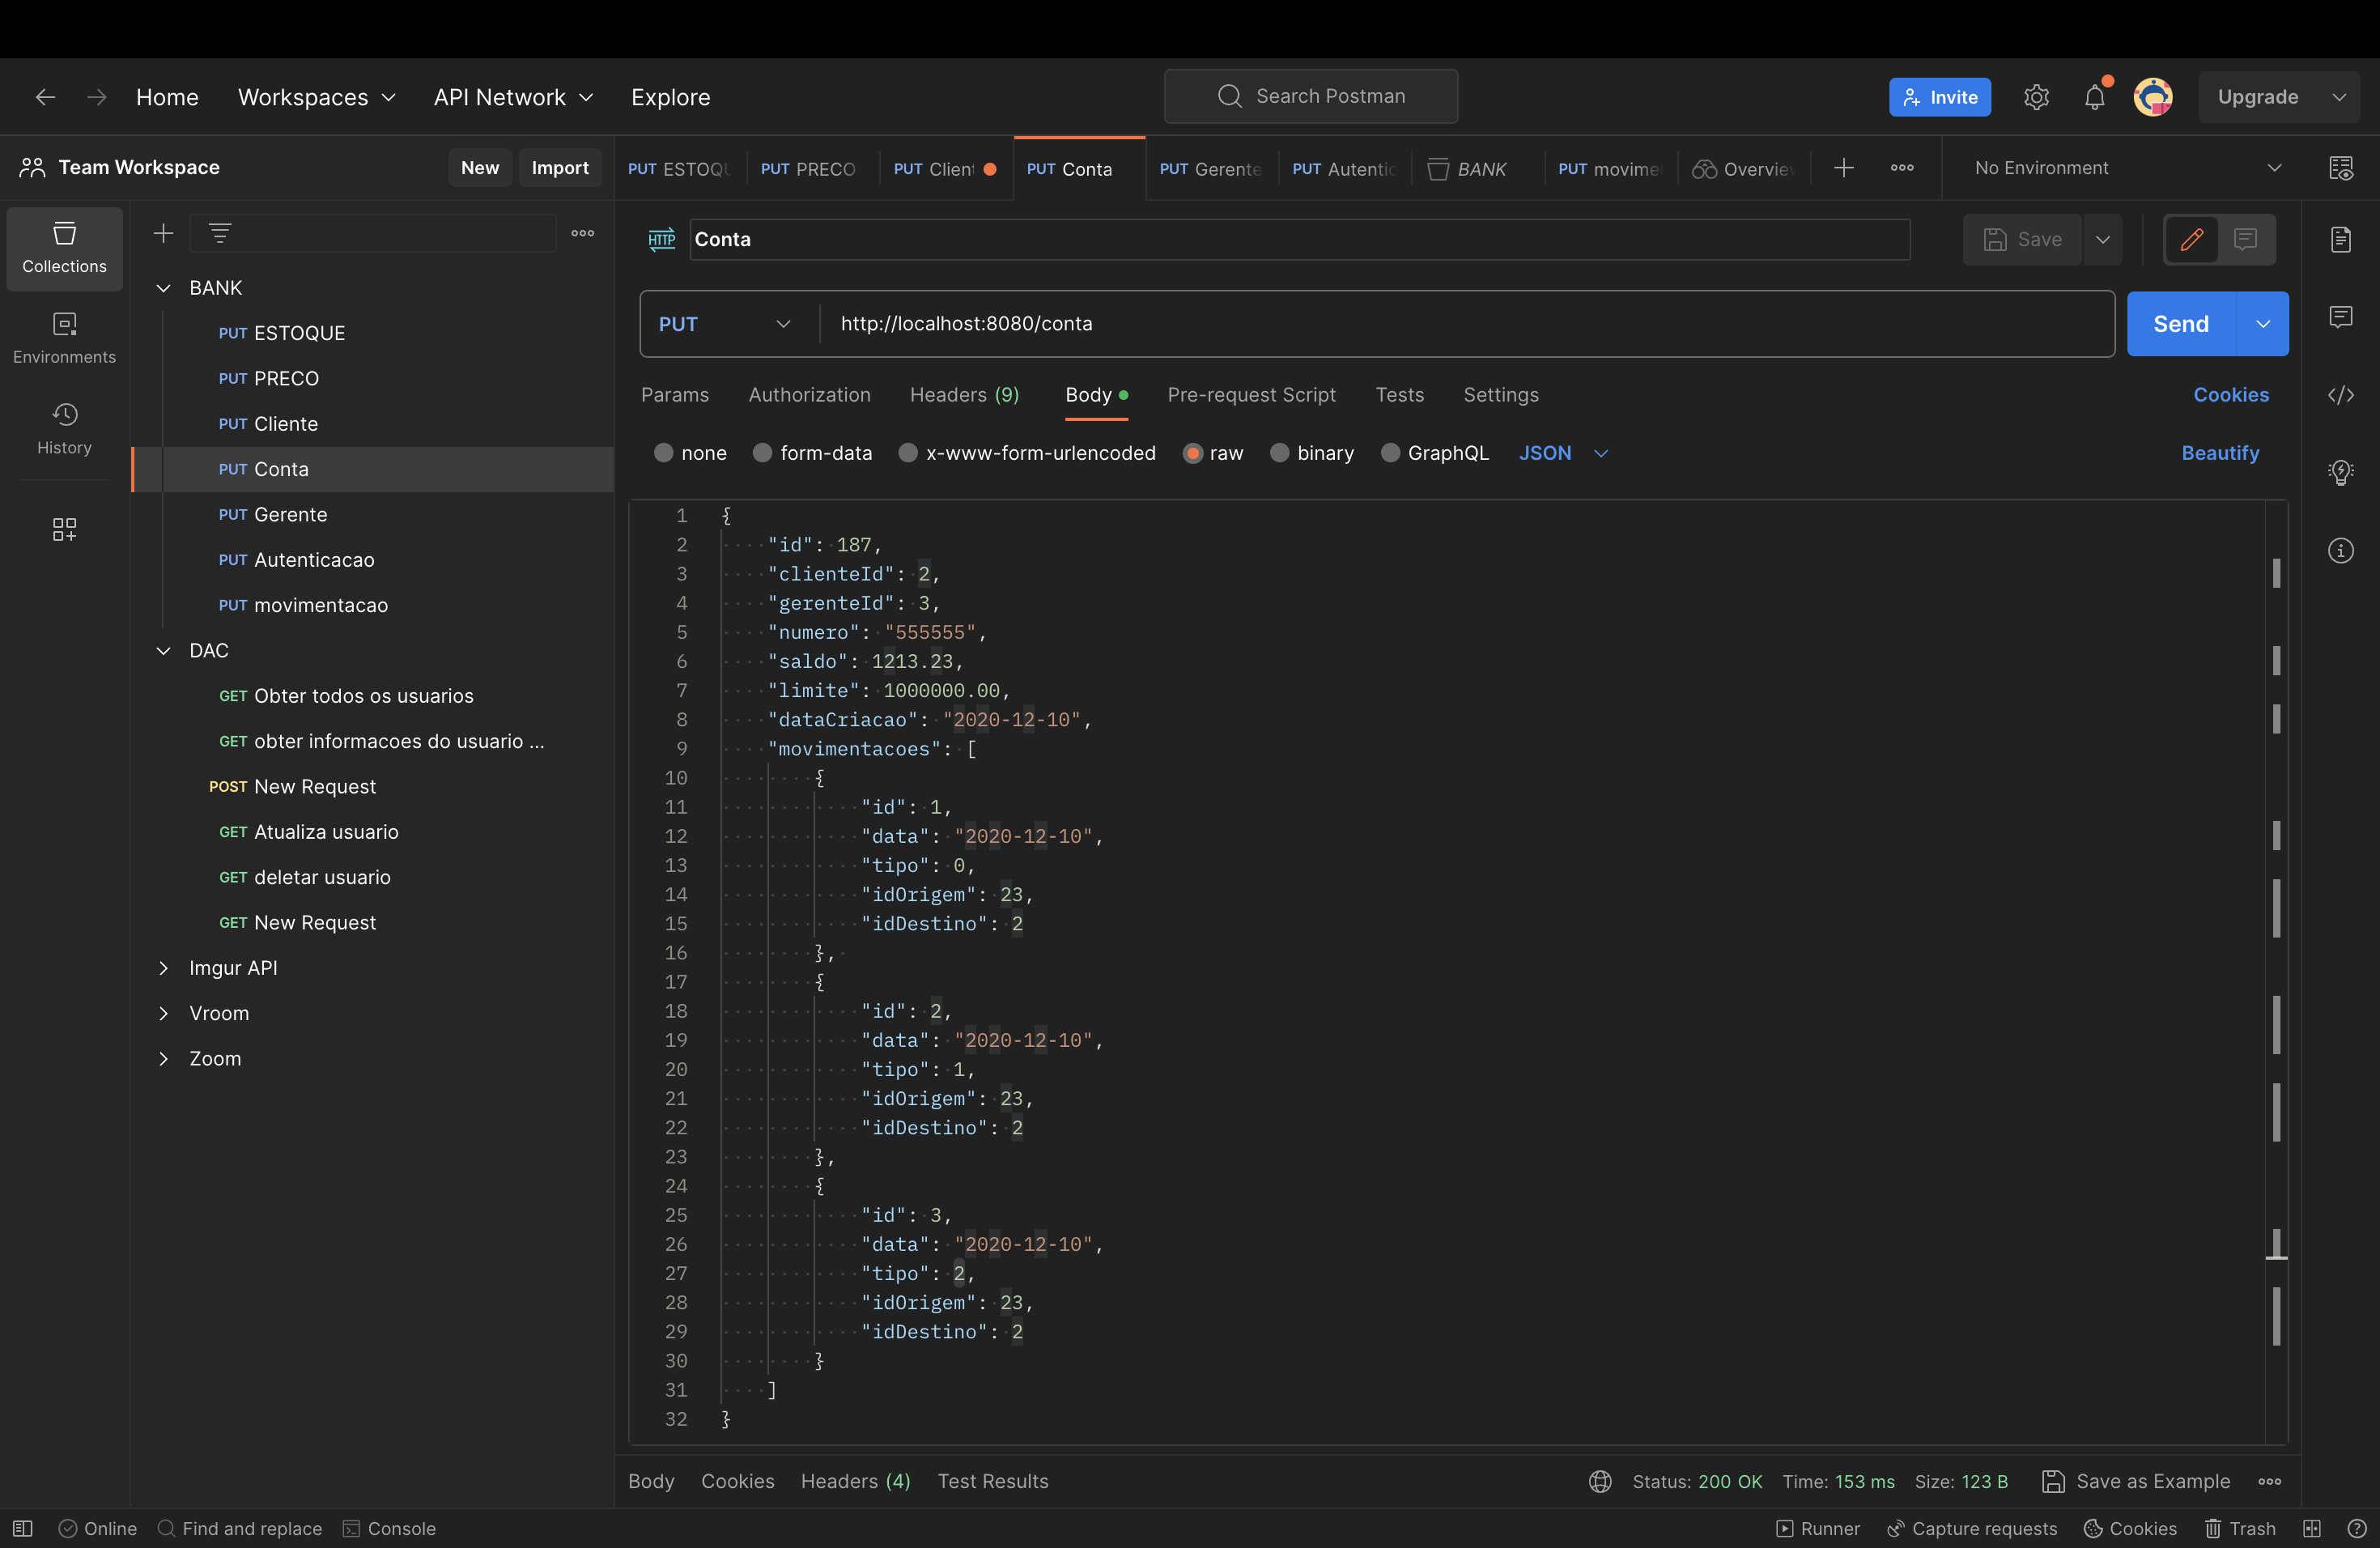 Home Workspaces API Network Explore Search Postman Invite Upgrade
Team Workspace New Import PUT ESTOQU PUT PRECO PUT Client PUT Conta PUT Gerente PUT Autentic BANK PUT movime Overview No Environment
Collections
Environments
History
BANK
PUT ESTOQUE
PUT PRECO
PUT Cliente
PUT Conta
PUT Gerente
PUT Autenticacao
PUT movimentacao
DAC
GET Obter todos os usuarios
GET obter informacoes do usuario ...
POST New Request
GET Atualiza usuario
GET deletar usuario
GET New Request
Imgur API
Vroom
Zoom
HTTP Conta Save
PUT http://localhost:8080/conta Send
Params Authorization Headers (9) Body Pre-request Script Tests Settings Cookies
none form-data x-www-form-urlencoded raw binary GraphQL JSON Beautify
1 {
2 "id": 187,
3 "clienteId": 2,
4 "gerenteId": 3,
5 "numero": "555555",
6 "saldo": 1213.23,
7 "limite": 1000000.00,
8 "dataCriacao": "2020-12-10",
9 "movimentacoes": [
10 {
11 "id": 1,
12 "data": "2020-12-10",
13 "tipo": 0,
14 "idOrigem": 23,
15 "idDestino": 2
16 },
17 {
18 "id": 2,
19 "data": "2020-12-10",
20 "tipo": 1,
21 "idOrigem": 23,
22 "idDestino": 2
23 },
24 {
25 "id": 3,
26 "data": "2020-12-10",
27 "tipo": 2,
28 "idOrigem": 23,
29 "idDestino": 2
30 }
31 ]
32 }
Body Cookies Headers (4) Test Results Status: 200 OK Time: 153 ms Size: 123 B Save as Example
Online Find and replace Console Runner Capture requests Cookies Trash